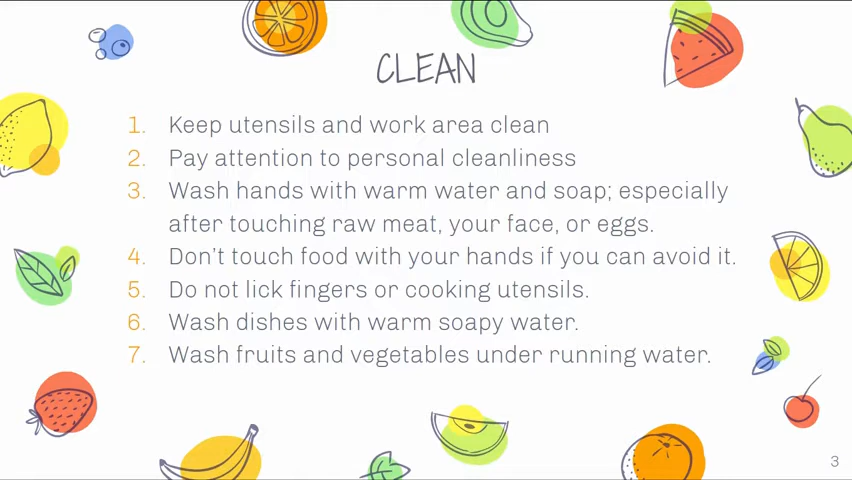 CLEAN
1. Keep utensils and work area clean
2. Pay attention to personal cleanliness
3. Wash hands with warm water and soap; especially
after touching raw meat, your face, or eggs.
4. Don’t touch food with your hands if you can avoid it.
5. Do not lick fingers or cooking utensils.
6. Wash dishes with warm soapy water.
7. Wash fruits and vegetables under running water.
3